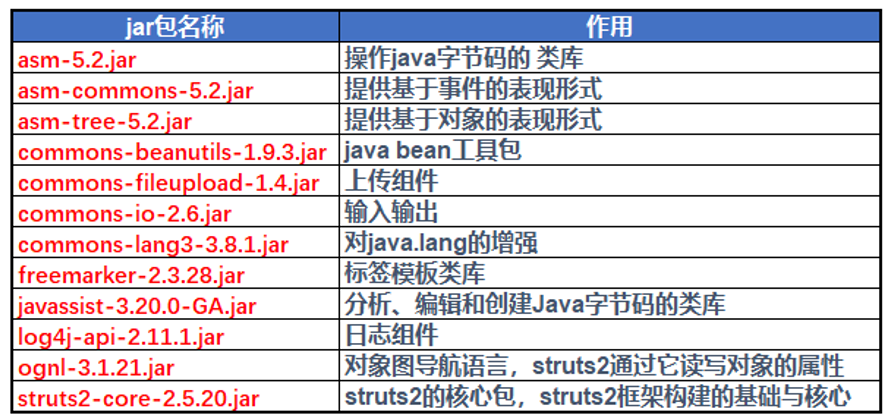 jar包名称 作用
asm-5.2.jar 操作java字节码的 类库
asm-commons-5.2.jar 提供基于事件的表现形式
asm-tree-5.2.jar 提供基于对象的表现形式
commons-beanutils-1.9.3.jar java bean工具包
commons-fileupload-1.4.jar 上传组件
commons-io-2.6.jar 输入输出
commons-lang3-3.8.1.jar 对java.lang的增强
freemarker-2.3.28.jar 标签模板类库
javassist-3.20.0-GA.jar 分析、编辑和创建Java字节码的类库
log4j-api-2.11.1.jar 日志组件
ognl-3.1.21.jar 对象图导航语言，struts2通过它读写对象的属性
struts2-core-2.5.20.jar struts2的核心包，struts2框架构建的基础与核心